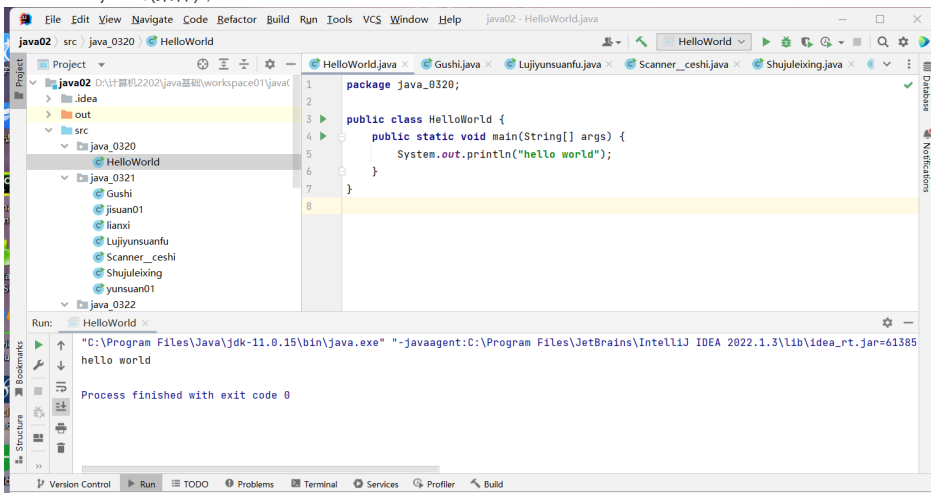 File Edit View Navigate Code Refactor Build Run Tools VCS Window Help java02 - HelloWorld.java
java02 src java_0320 HelloWorld HelloWorld
Project HelloWorld.java Gushi.java Lujiyunsuanfu.java Scanner__ceshi.java Shujuleixing.java
java02 D:\计算机2202\java基础\workspace01\java(
.idea
out
src
java_0320
HelloWorld
java_0321
Gushi
jisuan01
lianxi
Lujiyunsuanfu
Scanner__ceshi
Shujuleixing
yunsuan01
java_0322
1 package java_0320;
2
3 public class HelloWorld {
4 public static void main(String[] args) {
5 System.out.println("hello world");
6 }
7 }
8
Project
Bookmarks
Structure
Database
Notifications
Run: HelloWorld
"C:\Program Files\Java\jdk-11.0.15\bin\java.exe" "-javaagent:C:\Program Files\JetBrains\IntelliJ IDEA 2022.1.3\lib\idea_rt.jar=61385
hello world
Process finished with exit code 0
Version Control Run TODO Problems Terminal Services Profiler Build